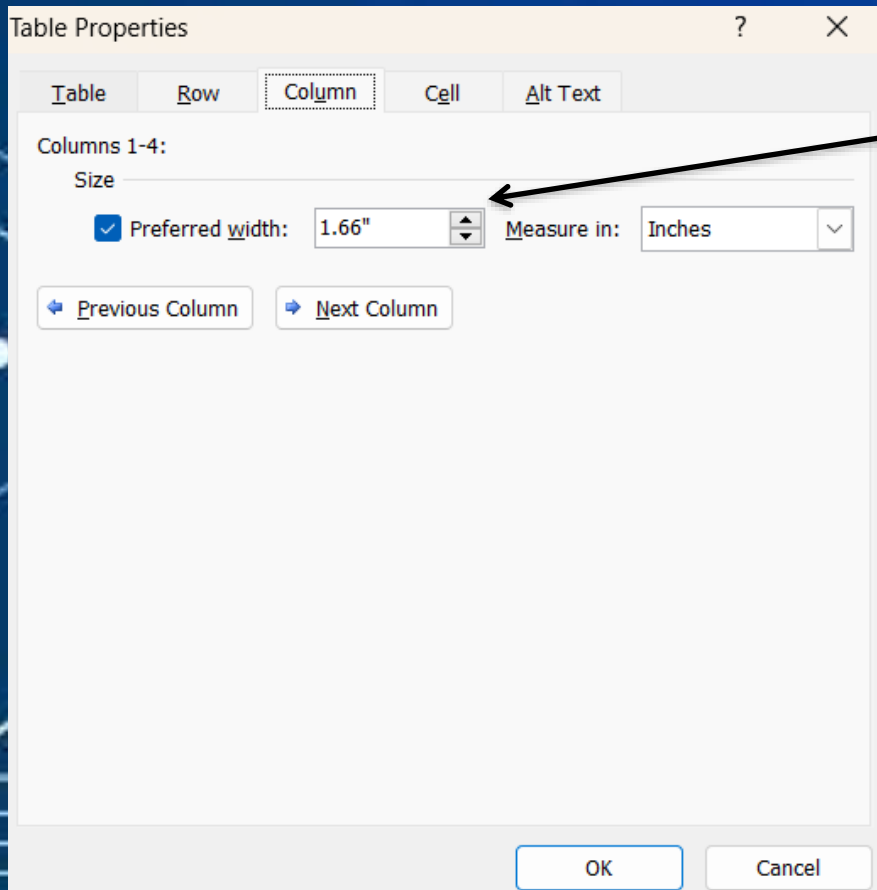 Table Properties ?
Table Row Column Cell Alt Text
Columns 1-4:
Size
Preferred width: 1.66" Measure in: Inches
Previous Column Next Column
OK Cancel